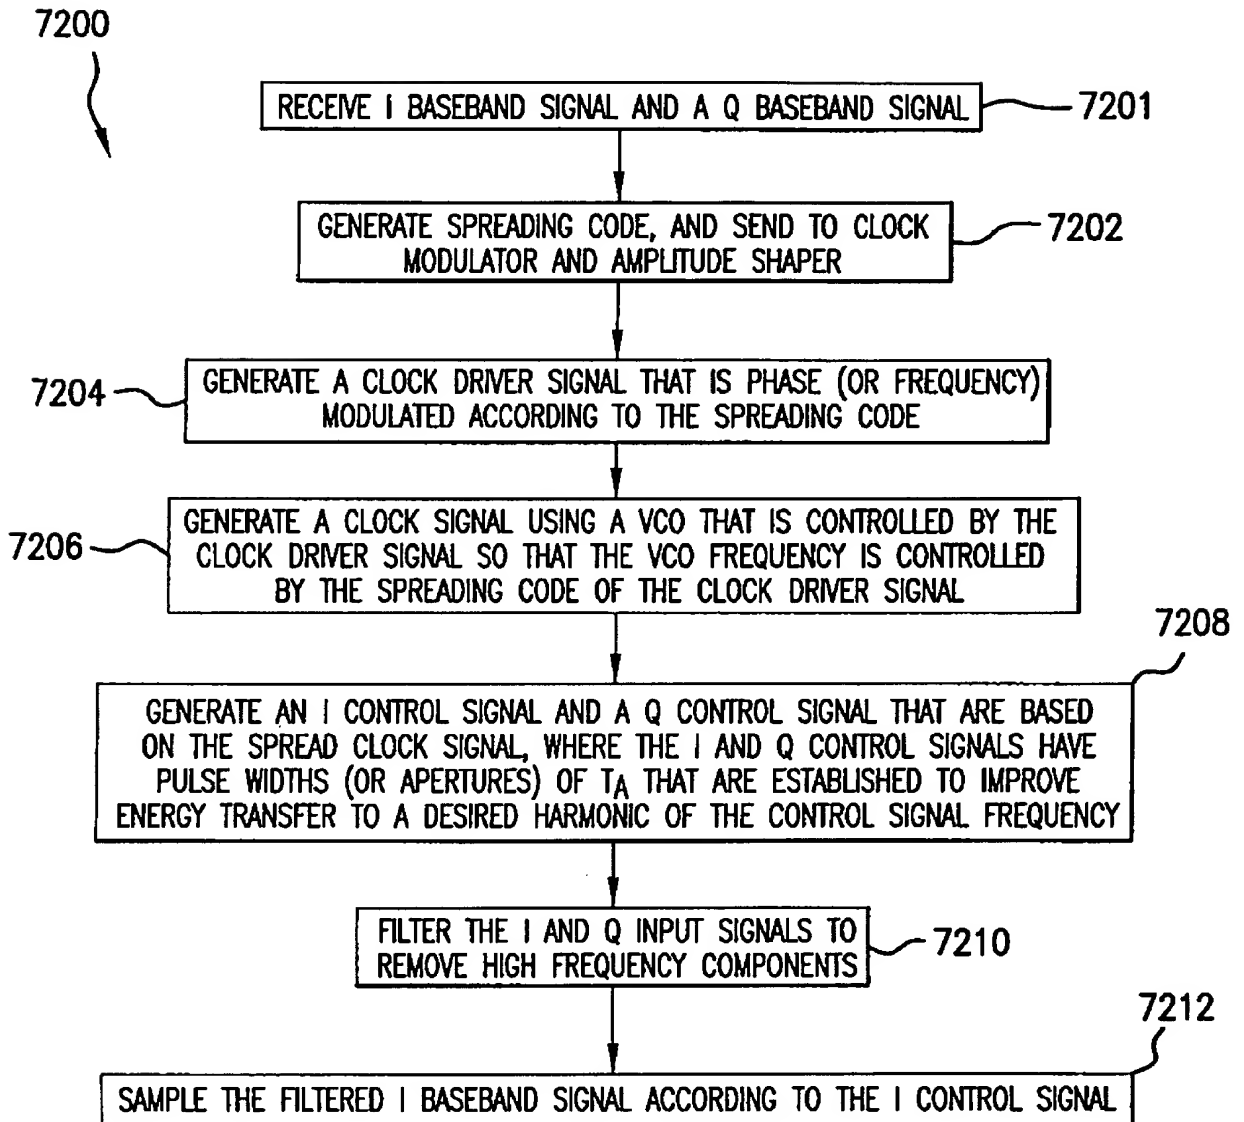 7200
RECEIVE I BASEBAND SIGNAL AND A Q BASEBAND SIGNAL
7201
GENERATE SPREADING CODE, AND SEND TO CLOCK
MODULATOR AND AMPLITUDE SHAPER
7202
7204
GENERATE A CLOCK DRIVER SIGNAL THAT IS PHASE (OR FREQUENCY)
MODULATED ACCORDING TO THE SPREADING CODE
7206
GENERATE A CLOCK SIGNAL USING A VCO THAT IS CONTROLLED BY THE
CLOCK DRIVER SIGNAL SO THAT THE VCO FREQUENCY IS CONTROLLED
BY THE SPREADING CODE OF THE CLOCK DRIVER SIGNAL
7208
GENERATE AN I CONTROL SIGNAL AND A Q CONTROL SIGNAL THAT ARE BASED
ON THE SPREAD CLOCK SIGNAL, WHERE THE I AND Q CONTROL SIGNALS HAVE
PULSE WIDTHS (OR APERTURES) OF TA THAT ARE ESTABLISHED TO IMPROVE
ENERGY TRANSFER TO A DESIRED HARMONIC OF THE CONTROL SIGNAL FREQUENCY
FILTER THE I AND Q INPUT SIGNALS TO
REMOVE HIGH FREQUENCY COMPONENTS
7210
7212
SAMPLE THE FILTERED I BASEBAND SIGNAL ACCORDING TO THE I CONTROL SIGNAL